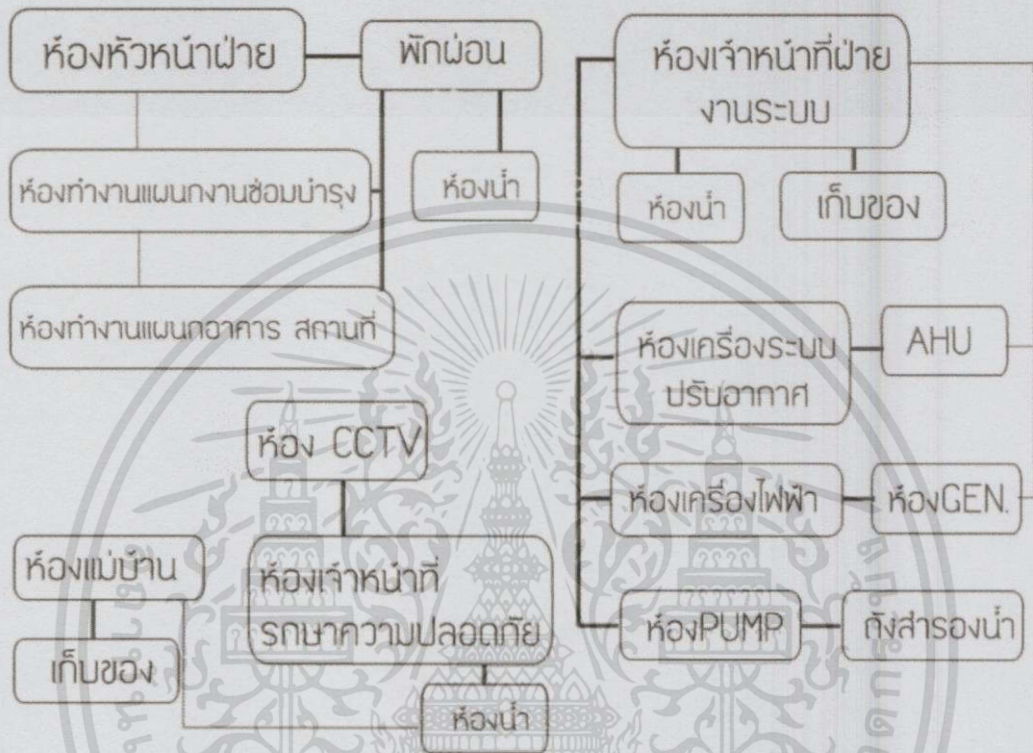 ห้องหัวหน้าฝ่าย
พักผ่อน
ห้องทำงานแผนกงานซ่อมบำรุง
ห้องน้ำ
ห้องทำงานแผนกอาคาร สถานที่
ห้องเจ้าหน้าที่ฝ่าย
งานระบบ
ห้องน้ำ
เก็บของ
ห้องเครื่องระบบ
ปรับอากาศ
AHU
ห้องเครื่องไฟฟ้า
ห้องGEN.
ห้องPUMP
ถังสำรองน้ำ
ห้อง CCTV
ห้องแม่บ้าน
เก็บของ
ห้องเจ้าหน้าที่
รักษาความปลอดภัย
ห้องน้ำ